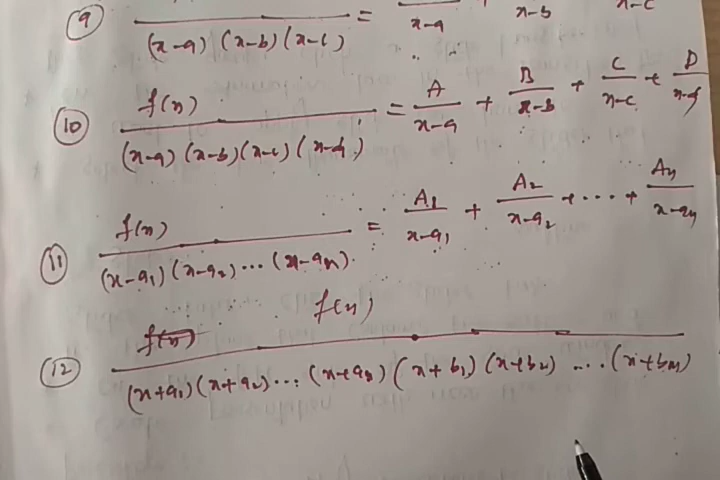 (9) ――― / (x-a) (x-b) (x-c) = ――― / x-a + ――― / x-b ――― / x-c
(10) f(x) / (x-a) (x-b) (x-c) (x-d) = A / x-a + B / x-b + C / x-c + D / x-d
(11) f(x) / (x-a₁) (x-a₂) ... (x-aₙ) = A₁ / x-a₁ + A₂ / x-a₂ + ... + Aₙ / x-aₙ
(12) f(x) / (x+a₁) (x+a₂) ... (x+aₙ) (x+b₁) (x+b₂) ... (x+bₙ)